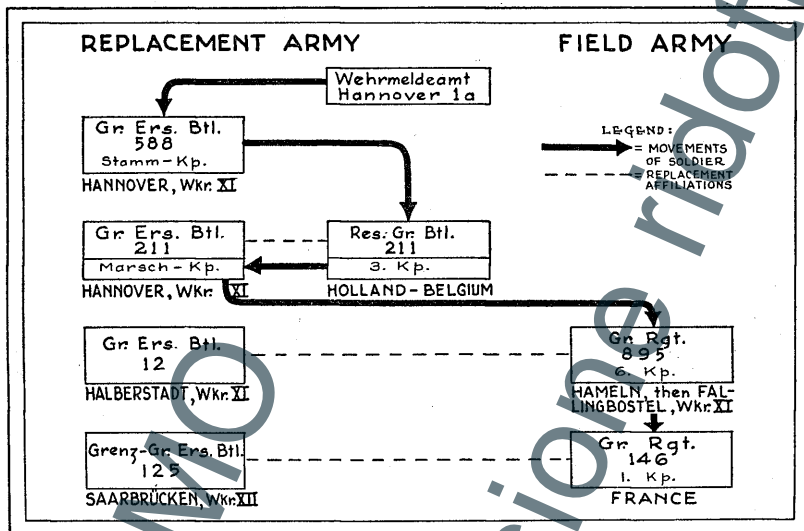 REPLACEMENT ARMY
FIELD ARMY
Wehrmeldeamt
Hannover 1a
Gr. Ers. Btl.
588
Stamm-Kp.
HANNOVER, Wkr. XI
LEGEND:
= MOVEMENTS
OF SOLDIER
= REPLACEMENT
AFFILIATIONS
Gr. Ers. Btl.
211
Marsch-Kp.
HANNOVER, Wkr. XI
Res. Gr. Btl.
211
3. Kp.
HOLLAND-BELGIUM
Gr. Ers. Btl.
12
HALBERSTADT, Wkr. XI
Gr. Rgt.
895
6. Kp.
HAMELN, then FAL-
LINGBOSTEL, Wkr. XI
Grenz-Gr. Ers. Btl.
125
SAARBRÜCKEN, Wkr. XII
Gr. Rgt.
146
1. Kp.
FRANCE
MO
sione ridott